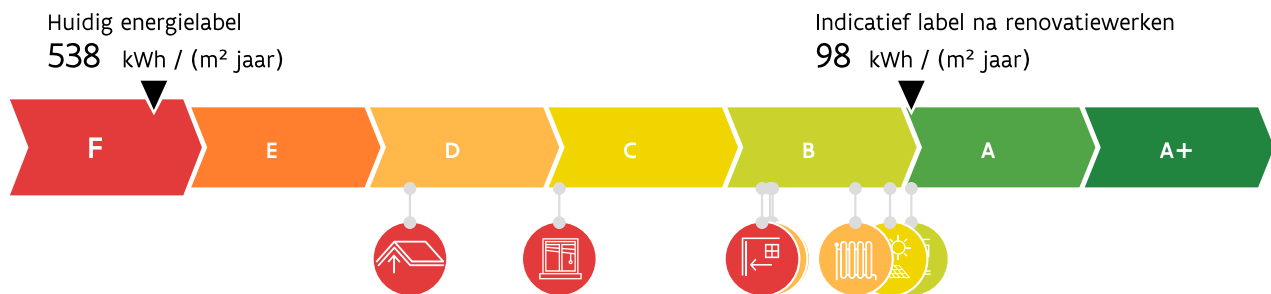 Huidig energielabel
538 kWh / (m² jaar)
Indicatief label na renovatiewerken
98 kWh / (m² jaar)
F E D C B A A+